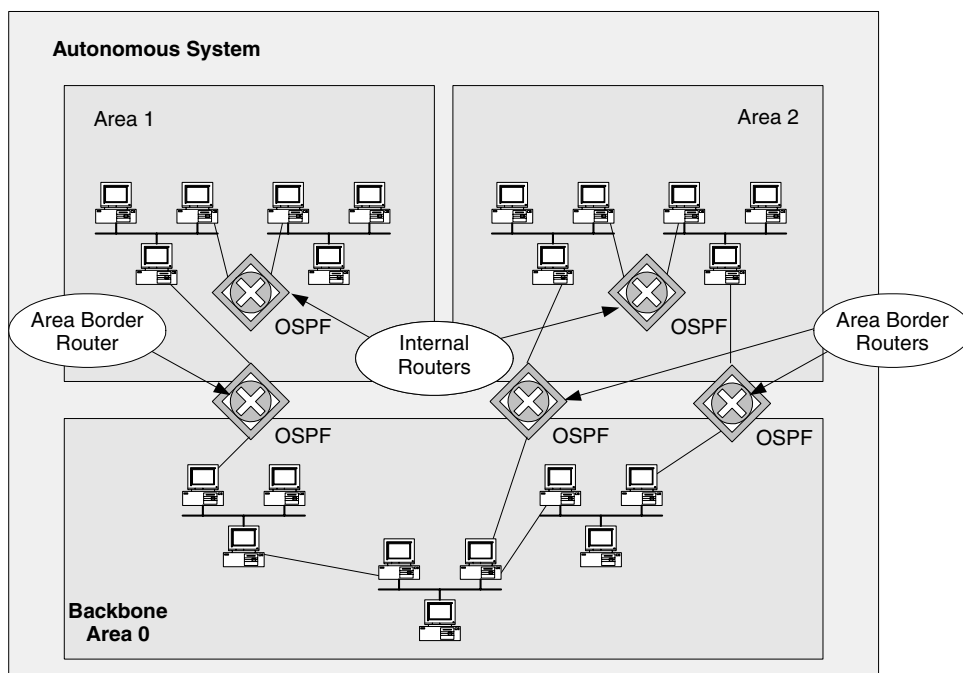 Autonomous System
Area 1
Area 2
OSPF
OSPF
Area Border
Router
Internal
Routers
Area Border
Routers
OSPF
OSPF
OSPF
Backbone
Area 0